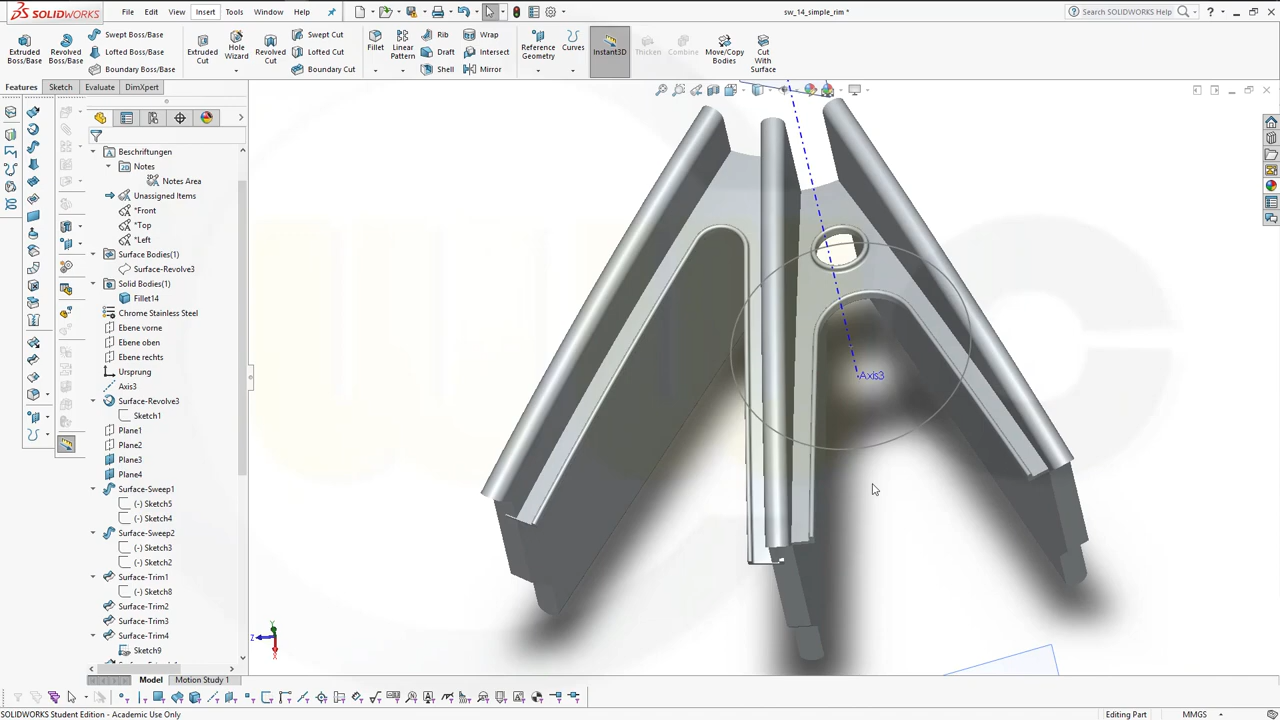 SOLIDWORKS
File Edit View Insert Tools Window Help
sw_14_simple_rim *
Search SOLIDWORKS Help
Extruded Boss/Base
Revolved Boss/Base
Swept Boss/Base
Lofted Boss/Base
Boundary Boss/Base
Extruded Cut
Hole Wizard
Revolved Cut
Swept Cut
Lofted Cut
Boundary Cut
Fillet
Linear Pattern
Rib
Draft
Shell
Wrap
Intersect
Mirror
Reference Geometry
Curves
Instant3D
Thicken
Combine
Move/Copy Bodies
Cut With Surface
Features Sketch Evaluate DimXpert
Beschriftungen
Notes
Notes Area
Unassigned Items
*Front
*Top
*Left
Surface Bodies(1)
Surface-Revolve3
Solid Bodies(1)
Fillet14
Chrome Stainless Steel
Ebene vorne
Ebene oben
Ebene rechts
Ursprung
Axis3
Surface-Revolve3
Sketch1
Plane1
Plane2
Plane3
Plane4
Surface-Sweep1
(-) Sketch5
(-) Sketch4
Surface-Sweep2
(-) Sketch3
(-) Sketch2
Surface-Trim1
(-) Sketch8
Surface-Trim2
Surface-Trim3
Surface-Trim4
Sketch9
Axis3
Y
Z
X
Model Motion Study 1
SOLIDWORKS Student Edition - Academic Use Only
Editing Part
MMGS